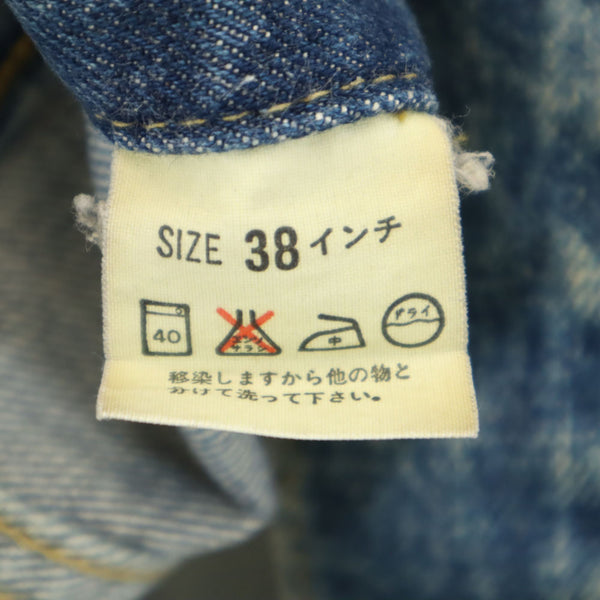 SIZE 38インチ
40
エンソ
サラシ
中
ドライ
移染しますから他の物と
分けて洗って下さい。